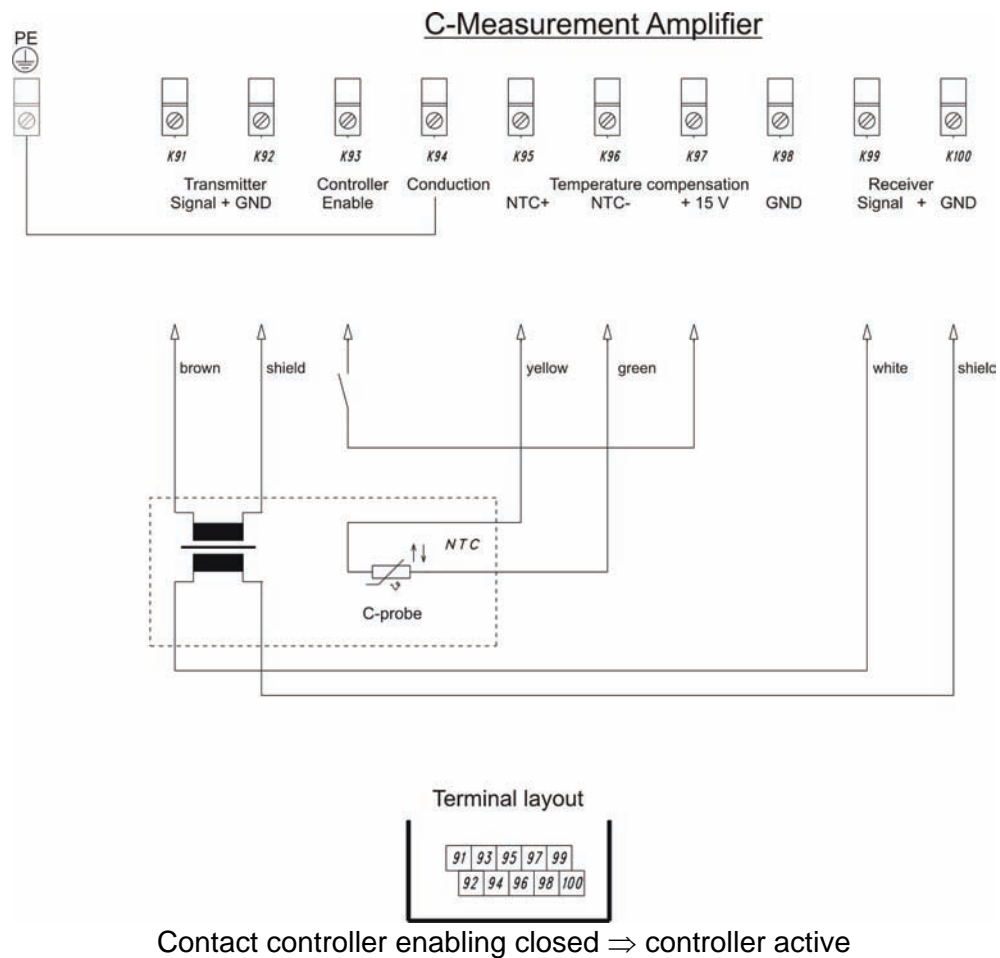 C-Measurement Amplifier
PE
K91 K92 K93 K94 K95 K96 K97 K98 K99 K100
Transmitter Controller Conduction Temperature compensation Receiver
Signal + GND Enable NTC+ NTC- + 15 V GND Signal + GND
brown shield yellow green white shield
NTC
C-probe
Terminal layout
91 93 95 97 99
92 94 96 98 100
Contact controller enabling closed ⇒ controller active